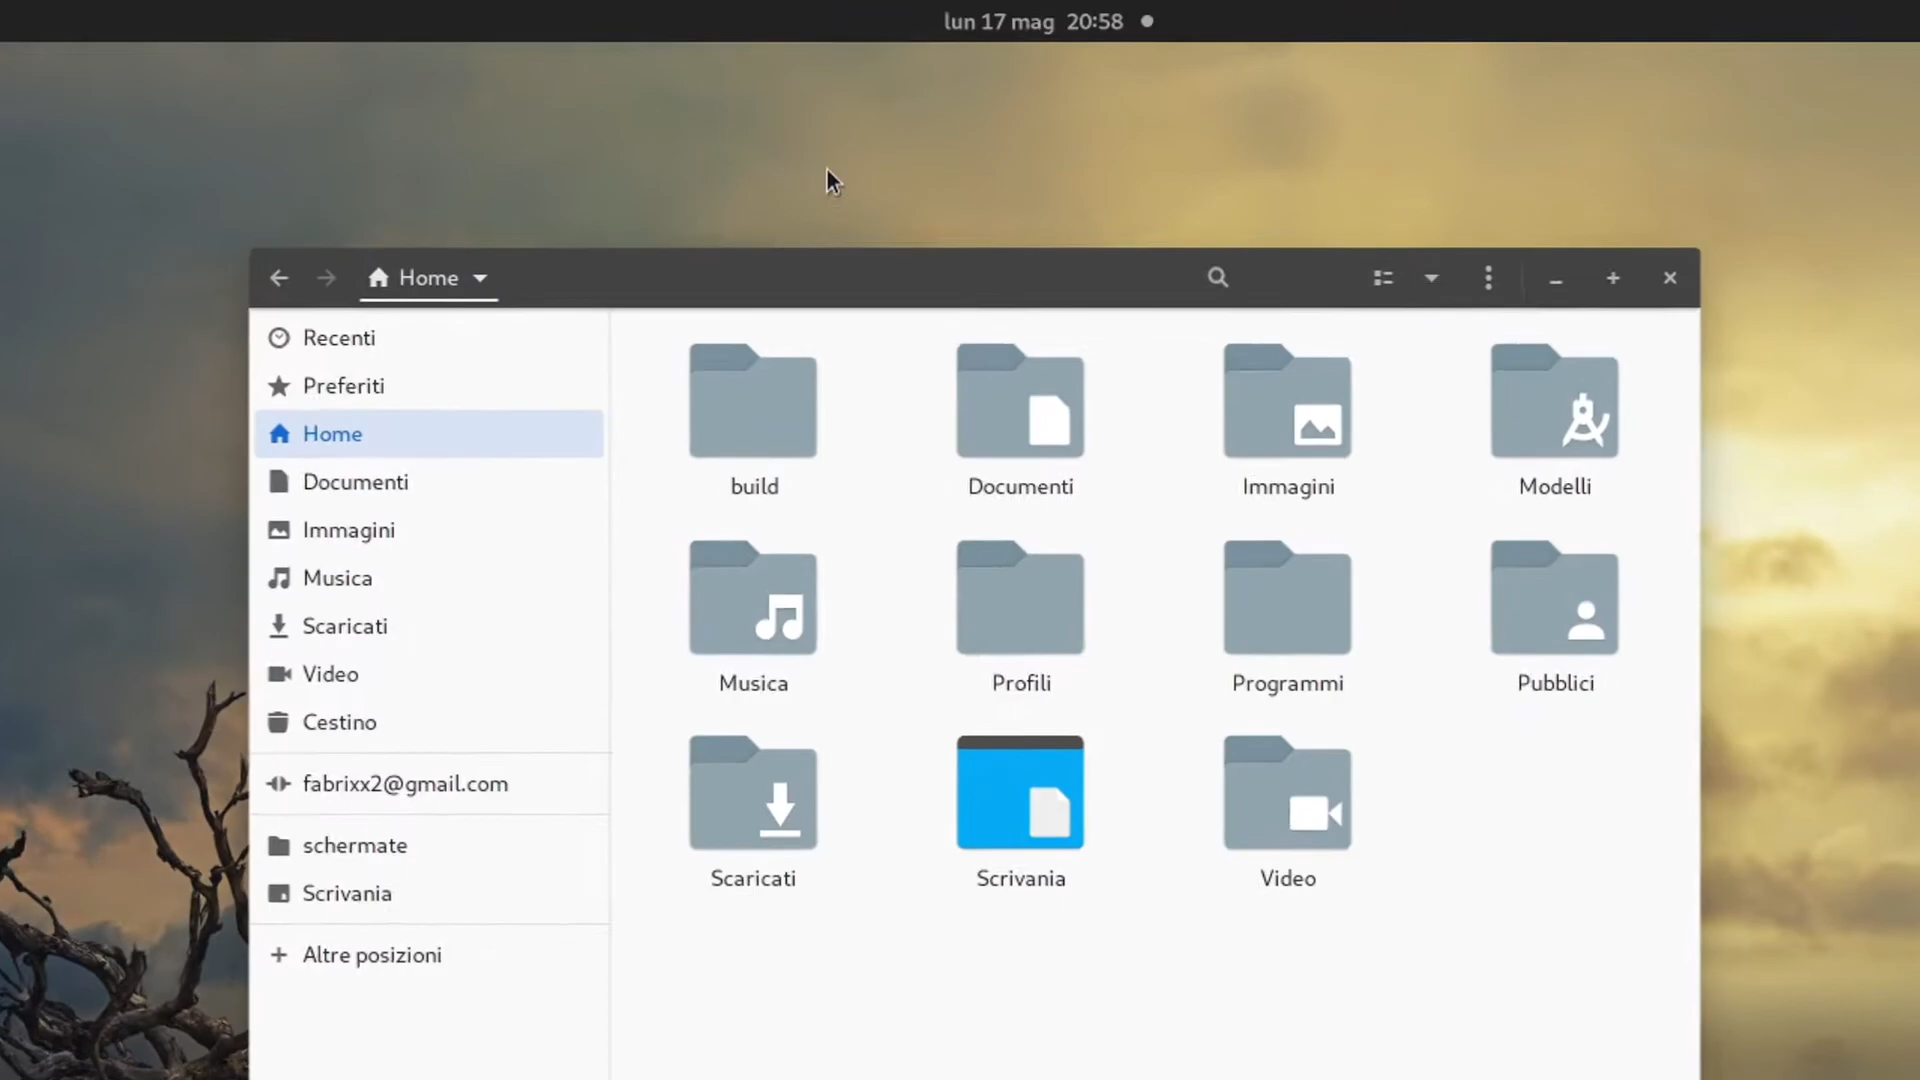 lun 17 mag 20:58
Home
Recenti
Preferiti
Home
Documenti
Immagini
Musica
Scaricati
Video
Cestino
fabrixx2@gmail.com
schermate
Scrivania
Altre posizioni
build
Documenti
Immagini
Modelli
Musica
Profili
Programmi
Pubblici
Scaricati
Scrivania
Video